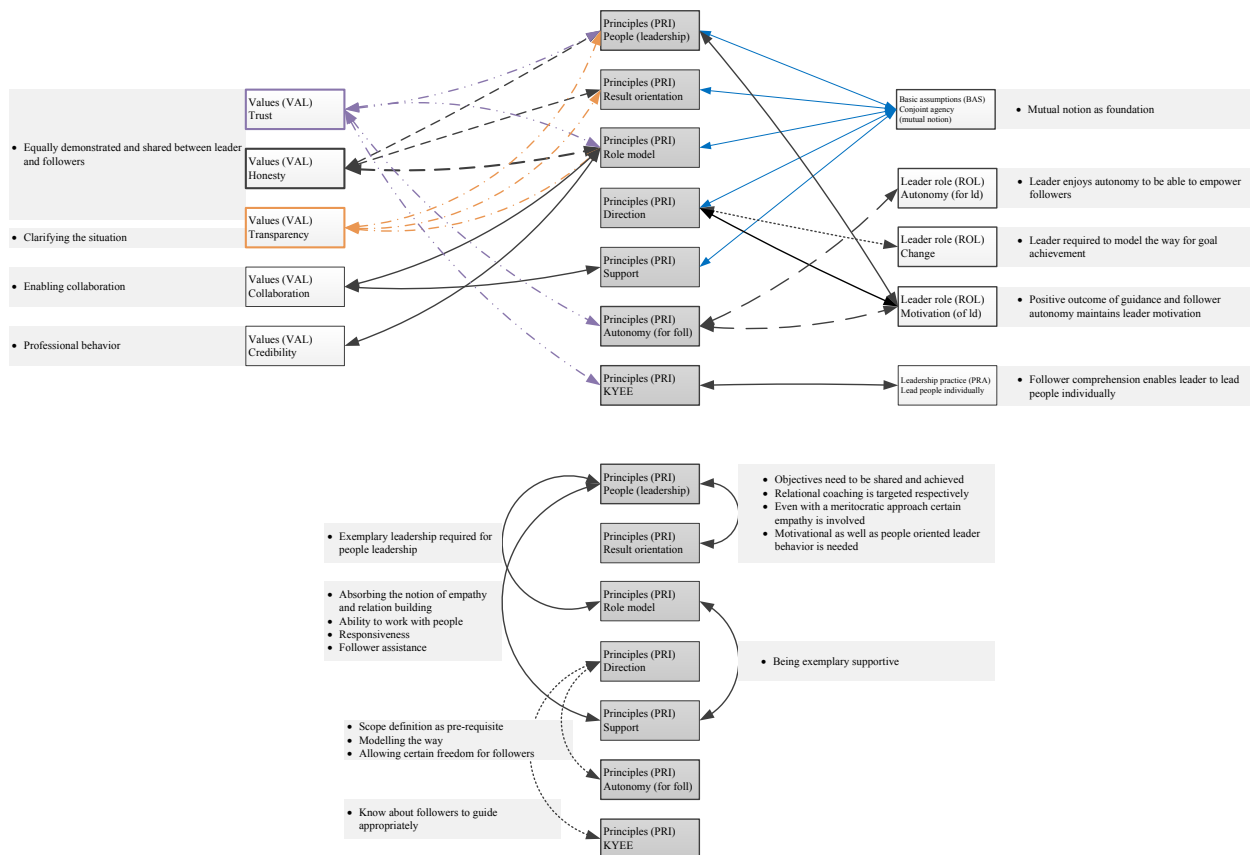 Principles (PRI)
People (leadership)
Principles (PRI)
Result orientation
Principles (PRI)
Role model
Principles (PRI)
Direction
Principles (PRI)
Support
Principles (PRI)
Autonomy (for foll)
Principles (PRI)
KYEE
• Equally demonstrated and shared between leader
and followers
• Clarifying the situation
• Enabling collaboration
• Professional behavior
Values (VAL)
Trust
Values (VAL)
Honesty
Values (VAL)
Transparency
Values (VAL)
Collaboration
Values (VAL)
Credibility
Basic assumptions (BAS)
Conjoint agency
(mutual notion)
• Mutual notion as foundation
Leader role (ROL)
Autonomy (for ld)
• Leader enjoys autonomy to be able to empower
followers
Leader role (ROL)
Change
• Leader required to model the way for goal
achievement
Leader role (ROL)
Motivation (of ld)
• Positive outcome of guidance and follower
autonomy maintains leader motivation
Leadership practice (PRA)
Lead people individually
• Follower comprehension enables leader to lead
people individually
Principles (PRI)
People (leadership)
Principles (PRI)
Result orientation
Principles (PRI)
Role model
Principles (PRI)
Direction
Principles (PRI)
Support
Principles (PRI)
Autonomy (for foll)
Principles (PRI)
KYEE
• Objectives need to be shared and achieved
• Relational coaching is targeted respectively
• Even with a meritocratic approach certain
empathy is involved
• Motivational as well as people oriented leader
behavior is needed
• Exemplary leadership required for
people leadership
• Absorbing the notion of empathy
and relation building
• Ability to work with people
• Responsiveness
• Follower assistance
• Being exemplary supportive
• Scope definition as pre-requisite
• Modelling the way
• Allowing certain freedom for followers
• Know about followers to guide
appropriately